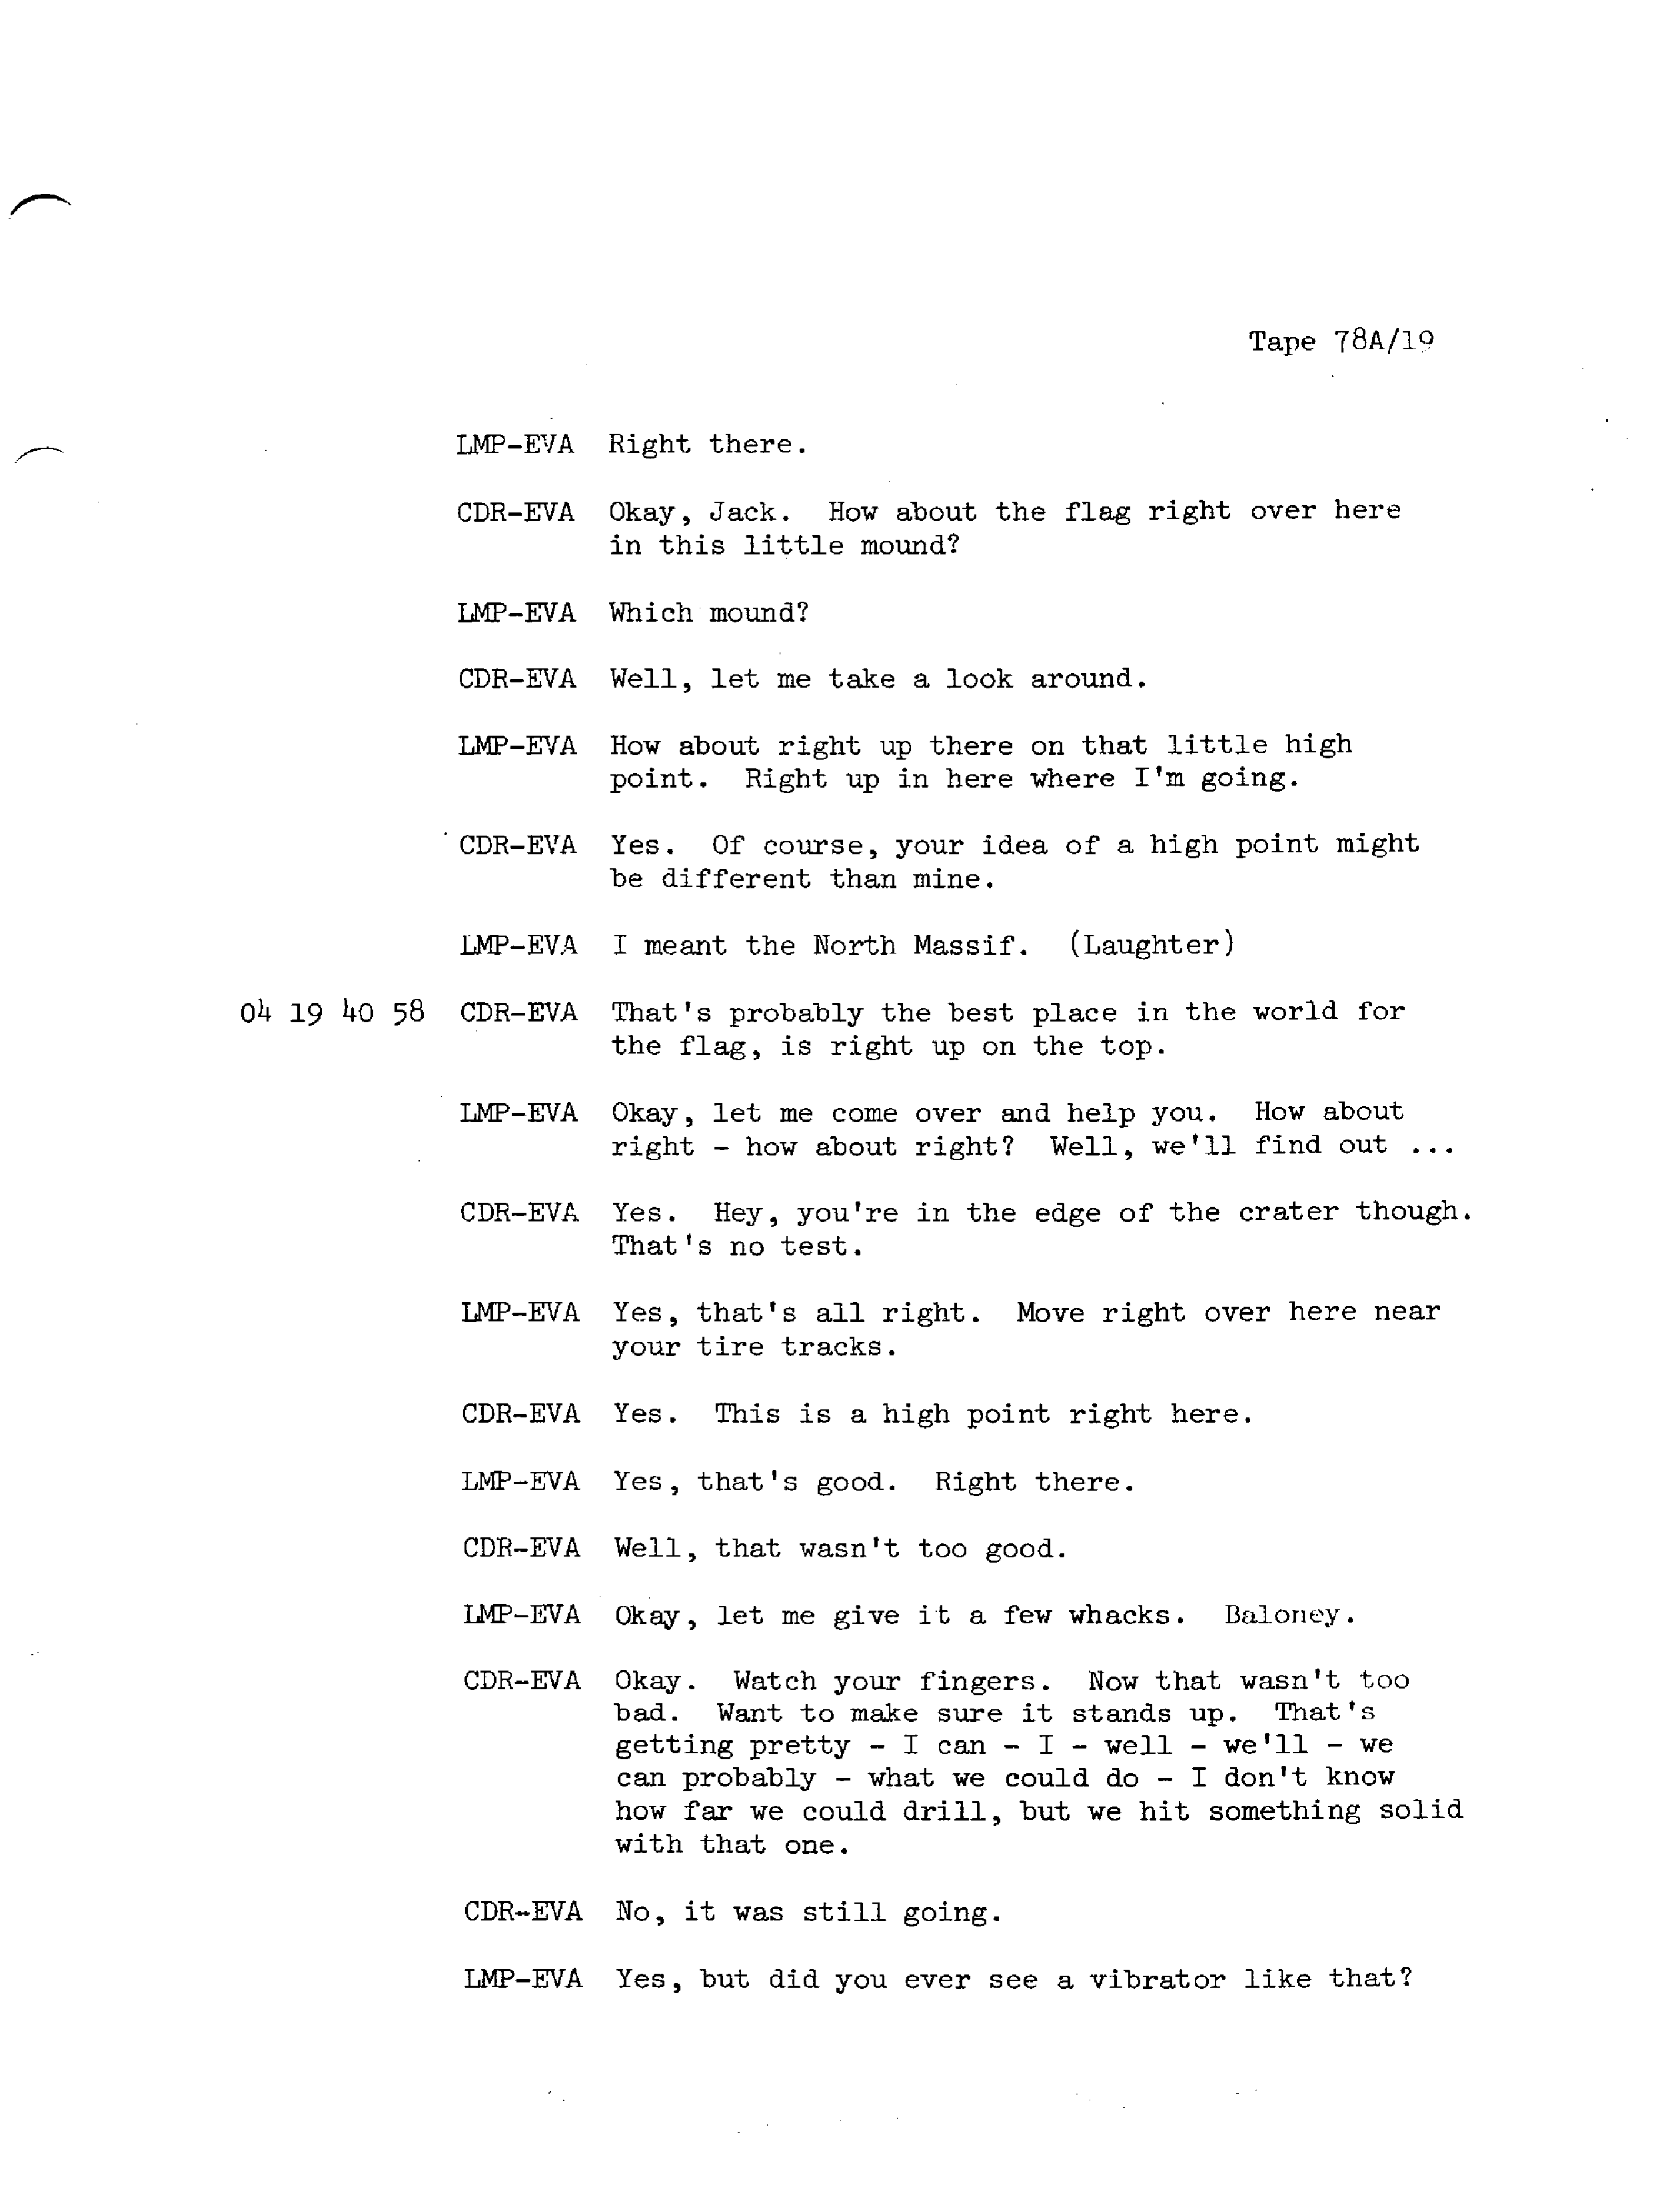 Tape 78A/19
LMP-EVA Right there.
CDR-EVA Okay, Jack. How about the flag right over here
in this little mound?
LMP-EVA Which mound?
CDR-EVA Well, let me take a look around.
LMP-EVA How about right up there on that little high
point. Right up in here where I'm going.
CDR-EVA Yes. Of course, your idea of a high point might
be different than mine.
LMP-EVA I meant the North Massif. (Laughter)
04 19 40 58 CDR-EVA That's probably the best place in the world for
the flag, is right up on the top.
LMP-EVA Okay, let me come over and help you. How about
right - how about right? Well, we'll find out ...
CDR-EVA Yes. Hey, you're in the edge of the crater though.
That's no test.
LMP-EVA Yes, that's all right. Move right over here near
your tire tracks.
CDR-EVA Yes. This is a high point right here.
LMP-EVA Yes, that's good. Right there.
CDR-EVA Well, that wasn't too good.
LMP-EVA Okay, let me give it a few whacks. Baloney.
CDR-EVA Okay. Watch your fingers. Now that wasn't too
bad. Want to make sure it stands up. That's
getting pretty - I can - I - well - we'll - we
can probably - what we could do - I don't know
how far we could drill, but we hit something solid
with that one.
CDR-EVA No, it was still going.
LMP-EVA Yes, but did you ever see a vibrator like that?